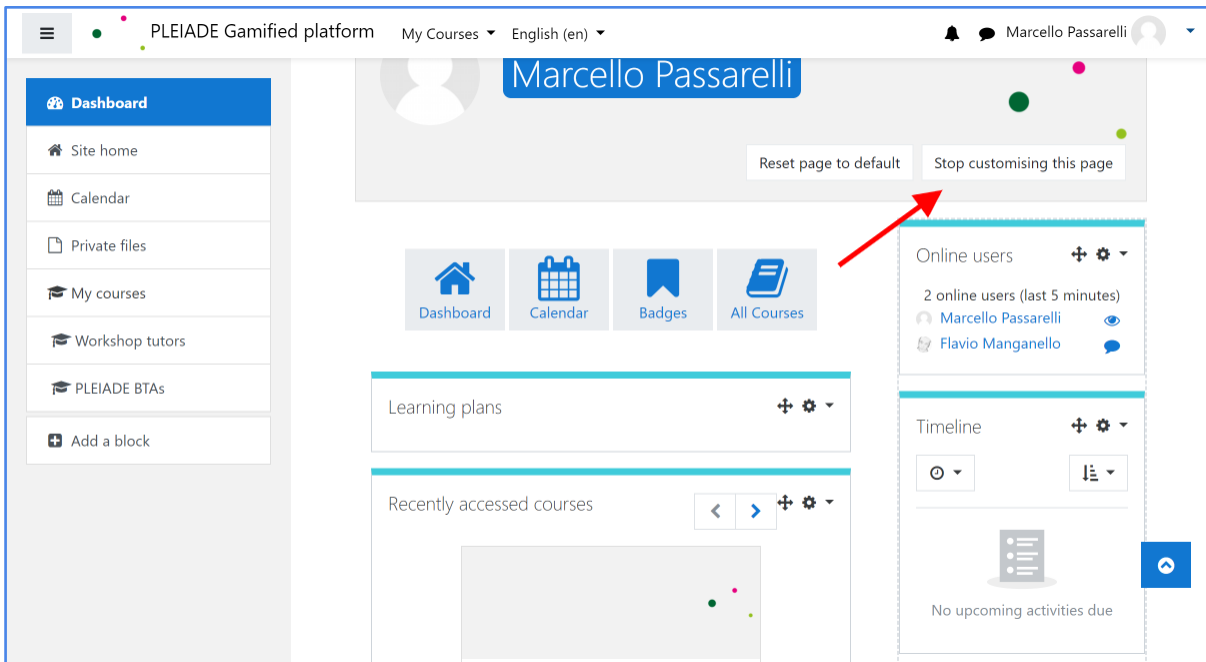 PLEIADE Gamified platform
My Courses
English (en)
Marcello Passarelli
Dashboard
Site home
Calendar
Private files
My courses
Workshop tutors
PLEIADE BTAs
Add a block
Marcello Passarelli
Reset page to default
Stop customising this page
Dashboard
Calendar
Badges
All Courses
Learning plans
Recently accessed courses
Online users
2 online users (last 5 minutes)
Marcello Passarelli
Flavio Manganello
Timeline
No upcoming activities due